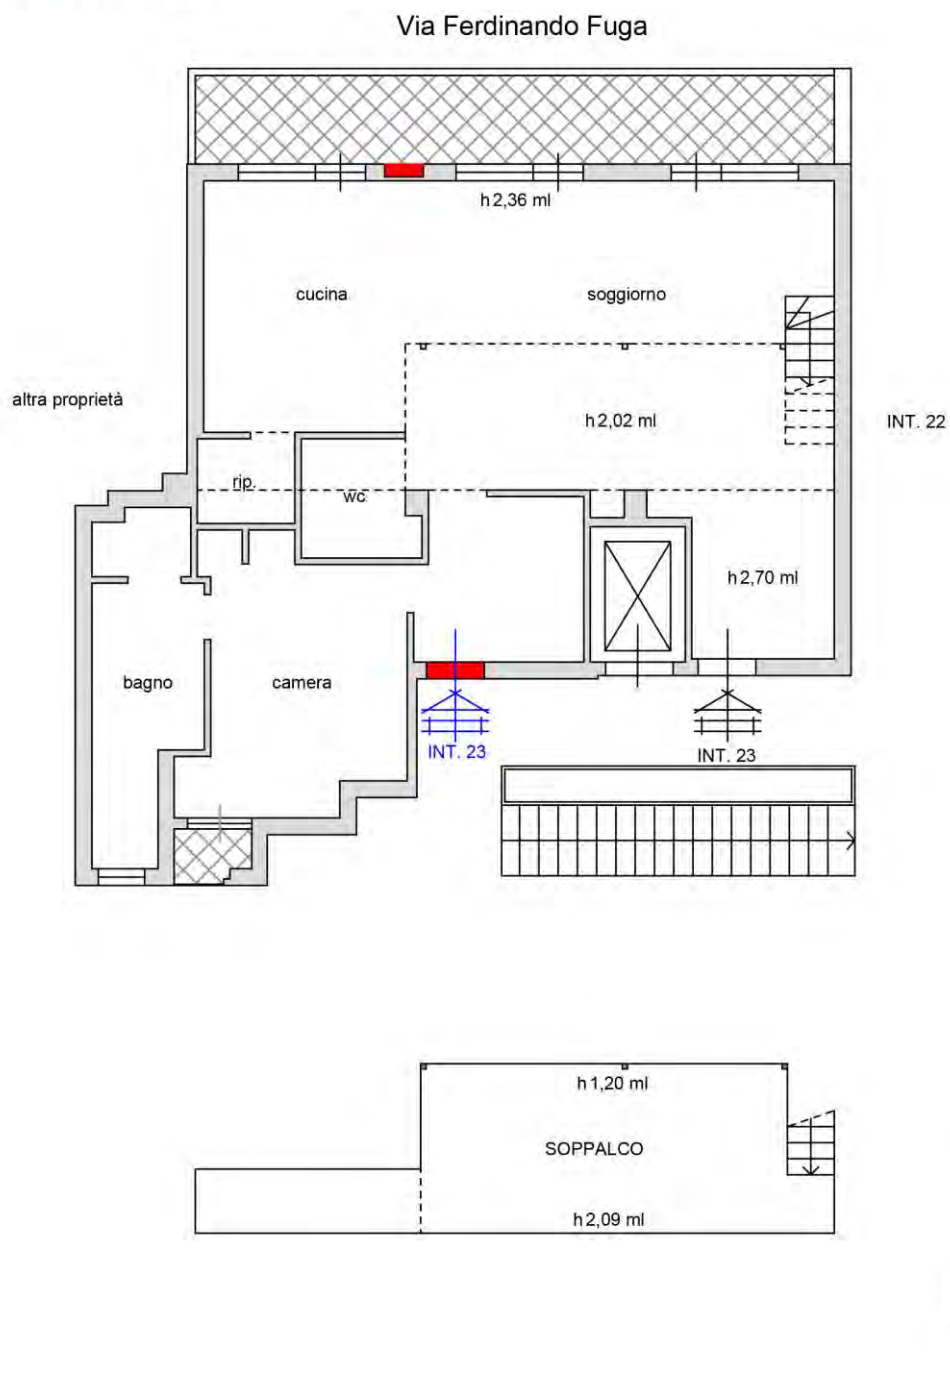 Via Ferdinando Fuga
h 2,36 ml
cucina
soggiorno
altra proprietà
h 2,02 ml
INT. 22
rip.
wc
h 2,70 ml
bagno
camera
INT. 23
INT. 23
h 1,20 ml
SOPPALCO
h 2,09 ml